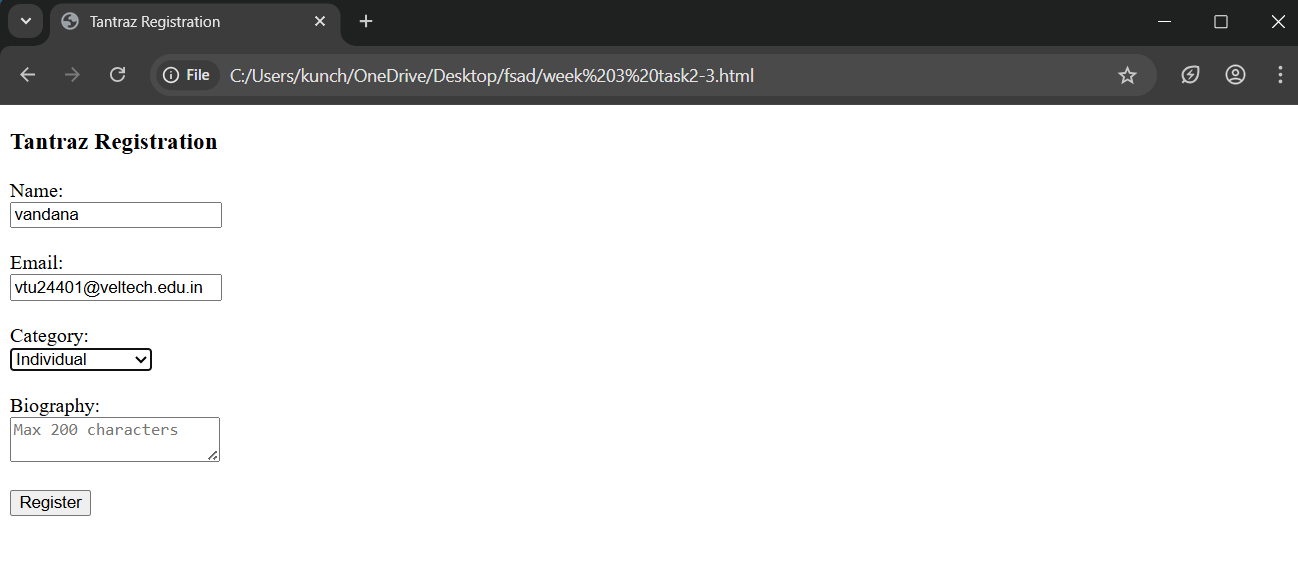 Tantraz Registration
File
C:/Users/kunch/OneDrive/Desktop/fsad/week%203%20task2-3.html
Tantraz Registration
Name:
vandana
Email:
vtu24401@veltech.edu.in
Category:
Individual
Biography:
Max 200 characters
Register